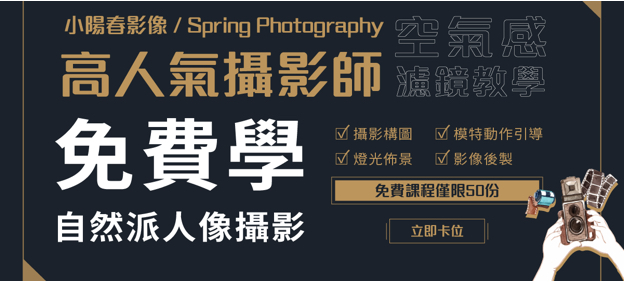 小陽春影像 / Spring Photography
高人氣攝影師
空氣感
濾鏡教學
免費學
自然派人像攝影
攝影構圖
模特動作引導
燈光佈景
影像後製
免費課程僅限50份
立即卡位